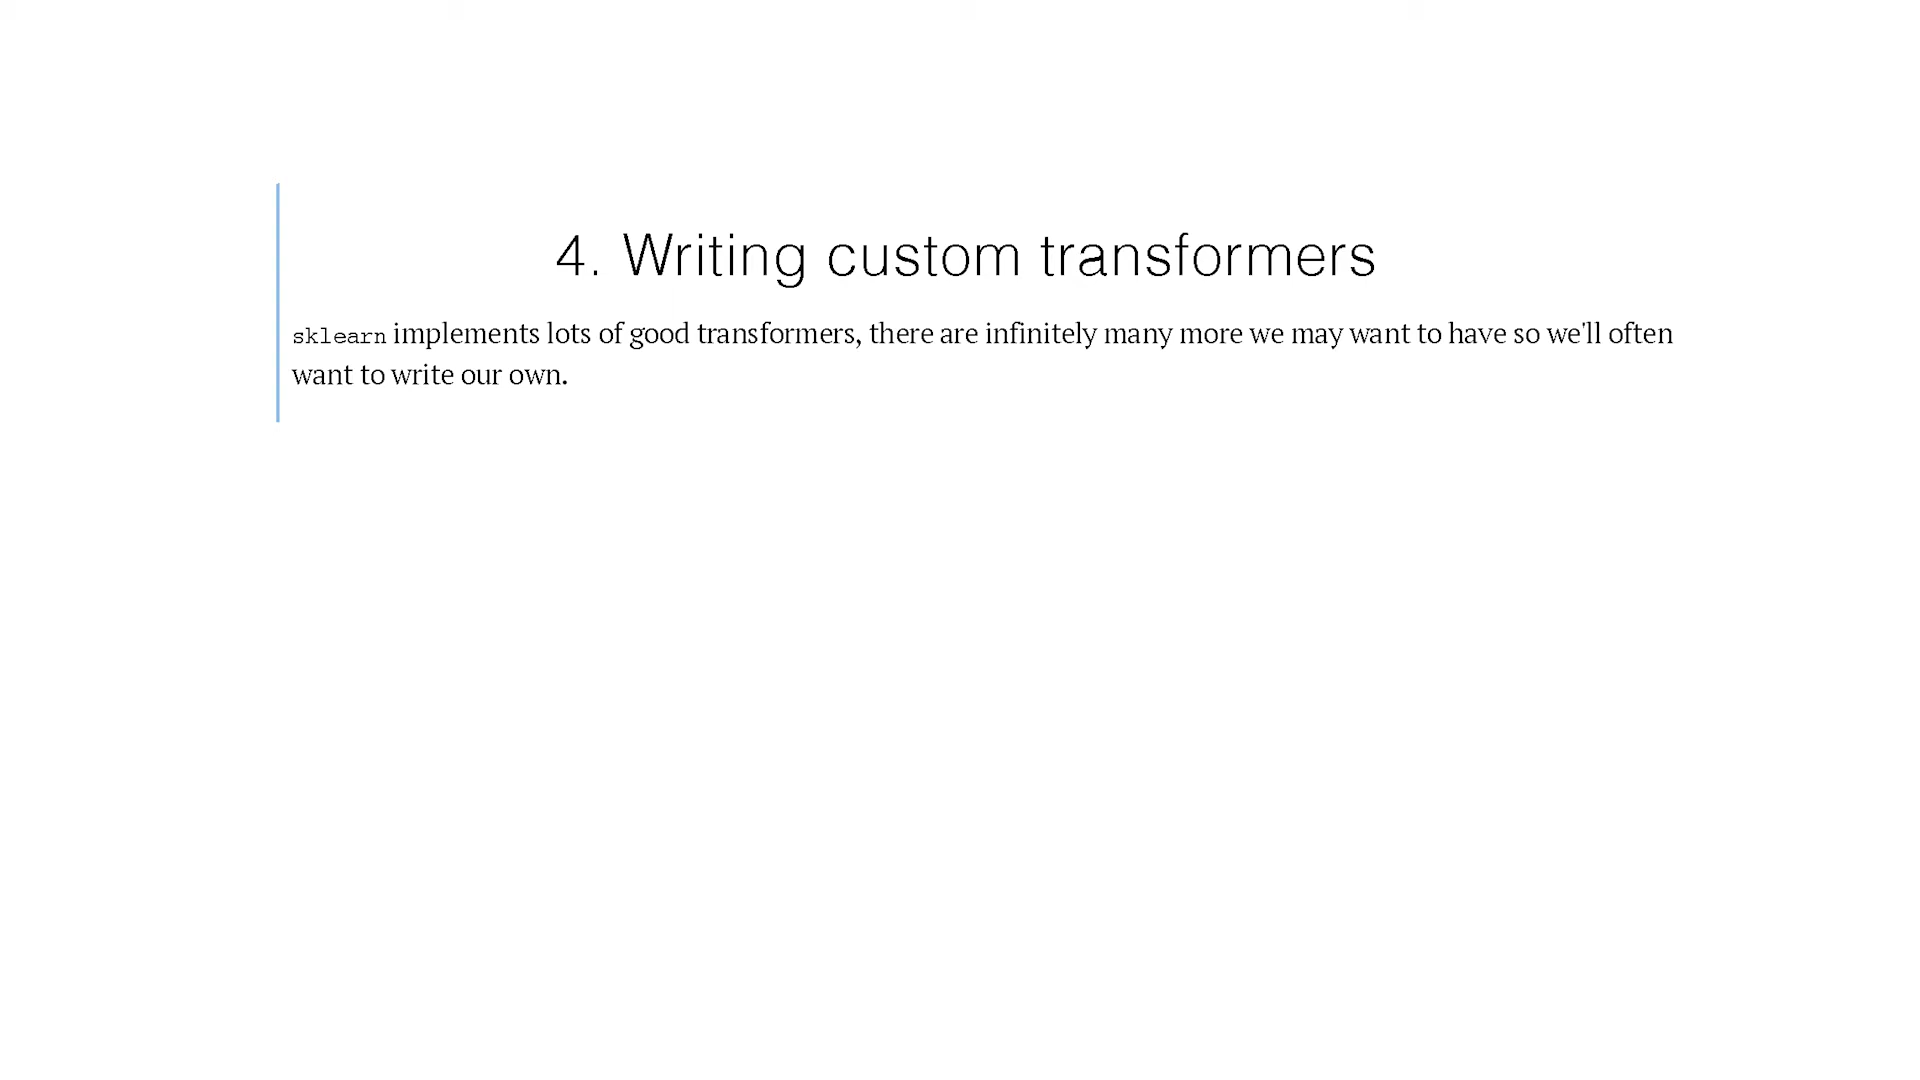 4. Writing custom transformers
sklearn implements lots of good transformers, there are infinitely many more we may want to have so we'll often
want to write our own.